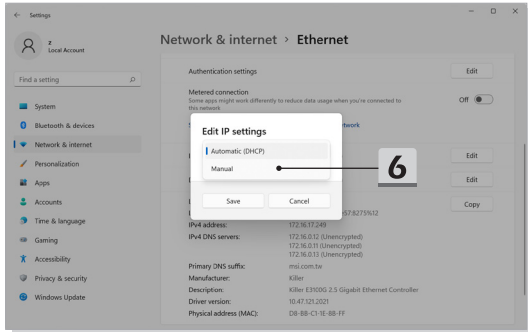 Settings
z
Local Account
Find a setting
System
Bluetooth & devices
Network & internet
Personalization
Apps
Accounts
Time & language
Gaming
Accessibility
Privacy & security
Windows Update
Network & internet > Ethernet
Authentication settings
Edit
Metered connection
Some apps might work differently to reduce data usage when you're connected to
this network
Off
etwork
Edit IP settings
Automatic (DHCP)
Manual
6
Save
Cancel
Edit
Edit
Copy
57:8275%12
IPv4 address: 172.16.17.249
IPv4 DNS servers: 172.16.0.12 (Unencrypted)
172.16.0.11 (Unencrypted)
172.16.0.13 (Unencrypted)
Primary DNS suffix: msi.com.tw
Manufacturer: Killer
Description: Killer E3100G 2.5 Gigabit Ethernet Controller
Driver version: 10.47.121.2021
Physical address (MAC): D8-BB-C1-1E-8B-FF